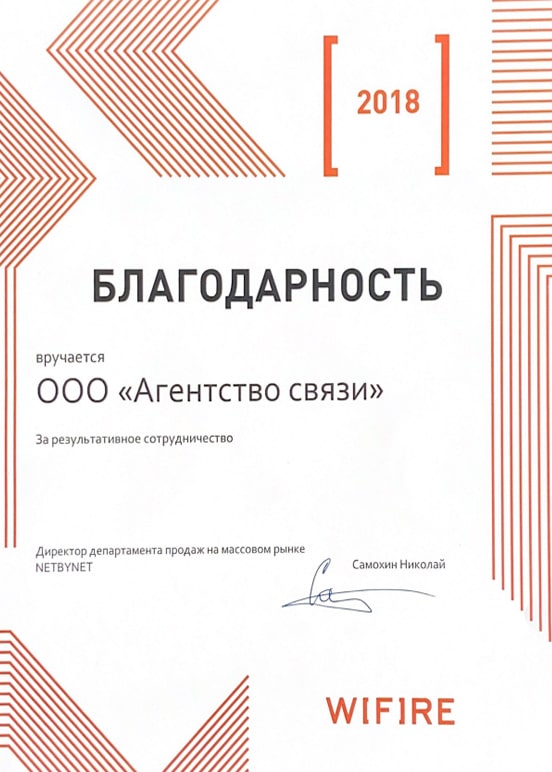 2018
БЛАГОДАРНОСТЬ
вручается
ООО «Агентство связи»
За результативное сотрудничество
Директор департамента продаж на массовом рынке
NETBYNET
Самохин Николай
WIFIRE